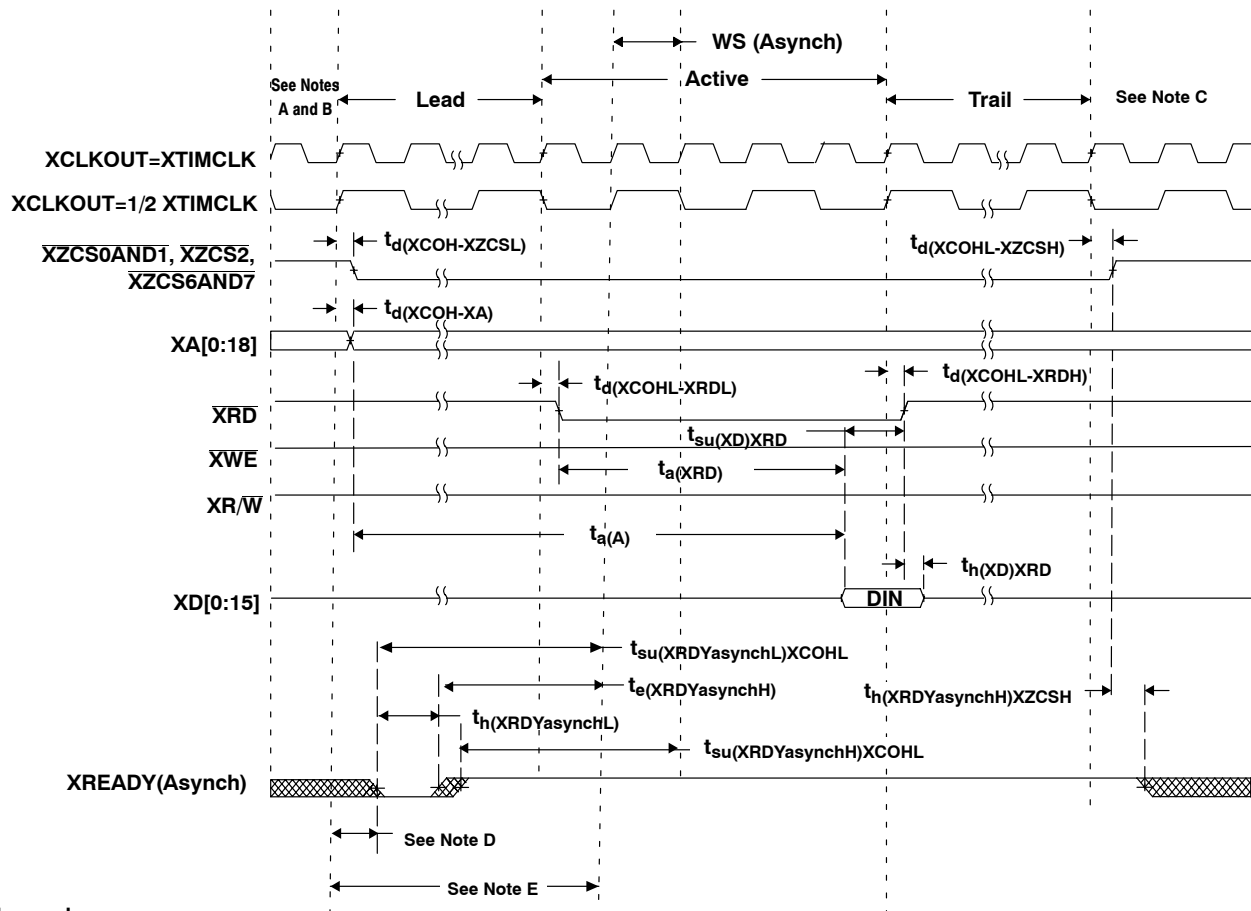 WS (Asynch)
Active
See Notes
A and B
Lead
Trail
See Note C
XCLKOUT=XTIMCLK
XCLKOUT=1/2 XTIMCLK
td(XCOH-XZCSL)
td(XCOHL-XZCSH)
XZCS0AND1, XZCS2,
XZCS6AND7
td(XCOH-XA)
XA[0:18]
td(XCOHL-XRDL)
td(XCOHL-XRDH)
XRD
tsu(XD)XRD
XWE
ta(XRD)
XR/W
ta(A)
th(XD)XRD
XD[0:15]
DIN
tsu(XRDYasynchL)XCOHL
te(XRDYasynchH)
th(XRDYasynchH)XZCSH
th(XRDYasynchL)
tsu(XRDYasynchH)XCOHL
XREADY(Asynch)
See Note D
See Note E